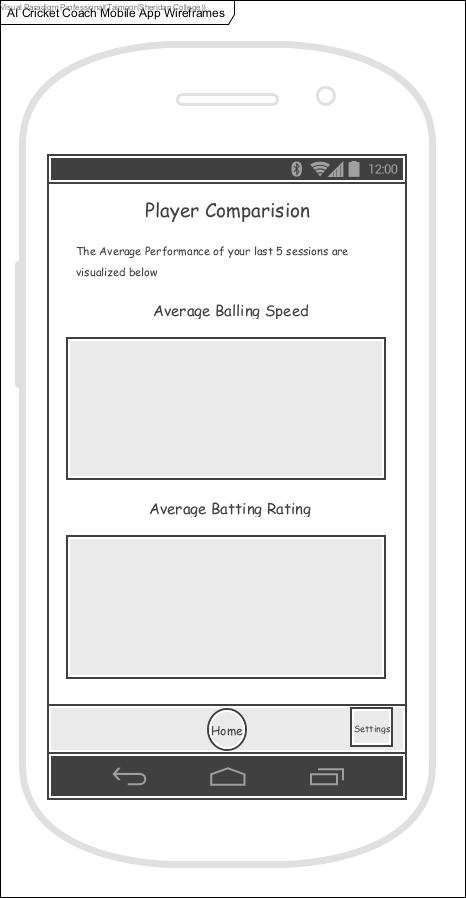 Visual Paradigm Professional(Taimoor(Sheridan College))
AI Cricket Coach Mobile App Wireframes
12:00
Player Comparision
The Average Performance of your last 5 sessions are
visualized below
Average Balling Speed
Average Batting Rating
Home
Settings